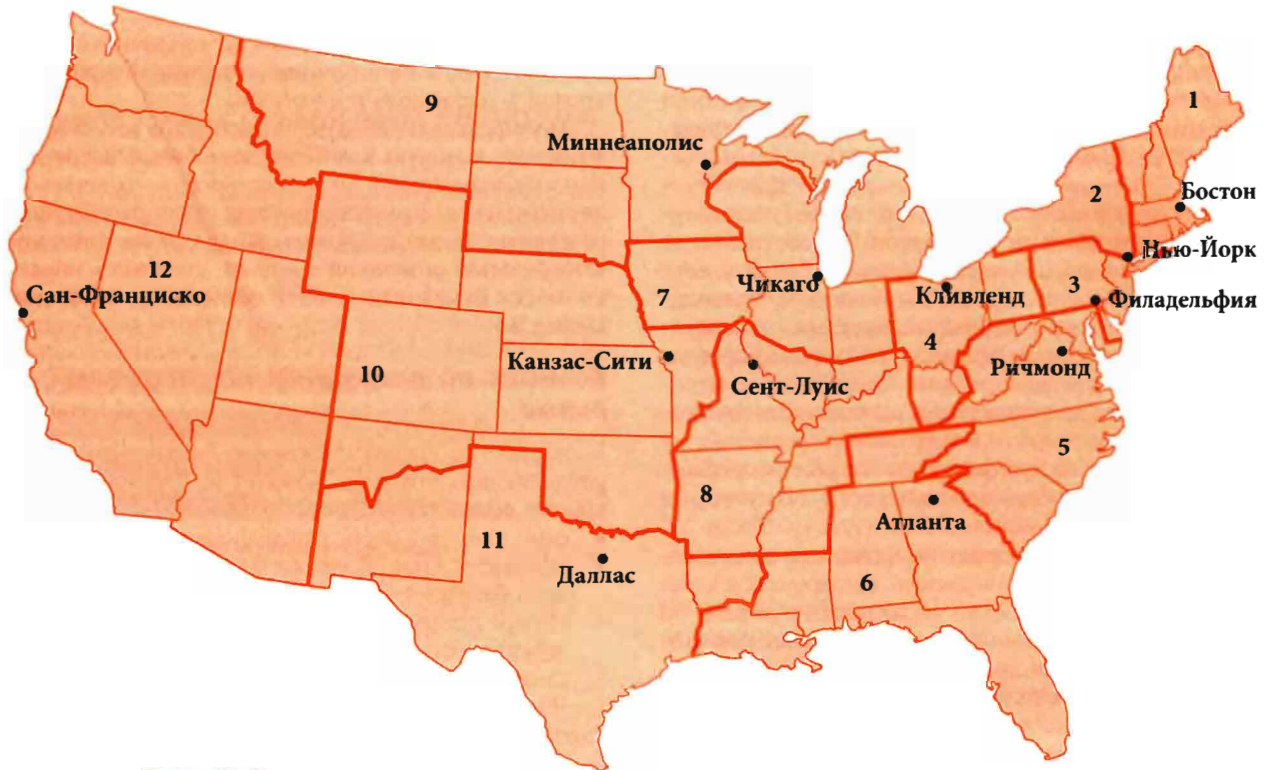 9
1
Миннеаполис
2
Бостон
12
Нью-Йорк
Сан-Франциско
7
Чикаго
Кливленд
3
Филадельфия
4
10
Канзас-Сити
Сент-Луис
Ричмонд
5
8
Атланта
11
Даллас
6